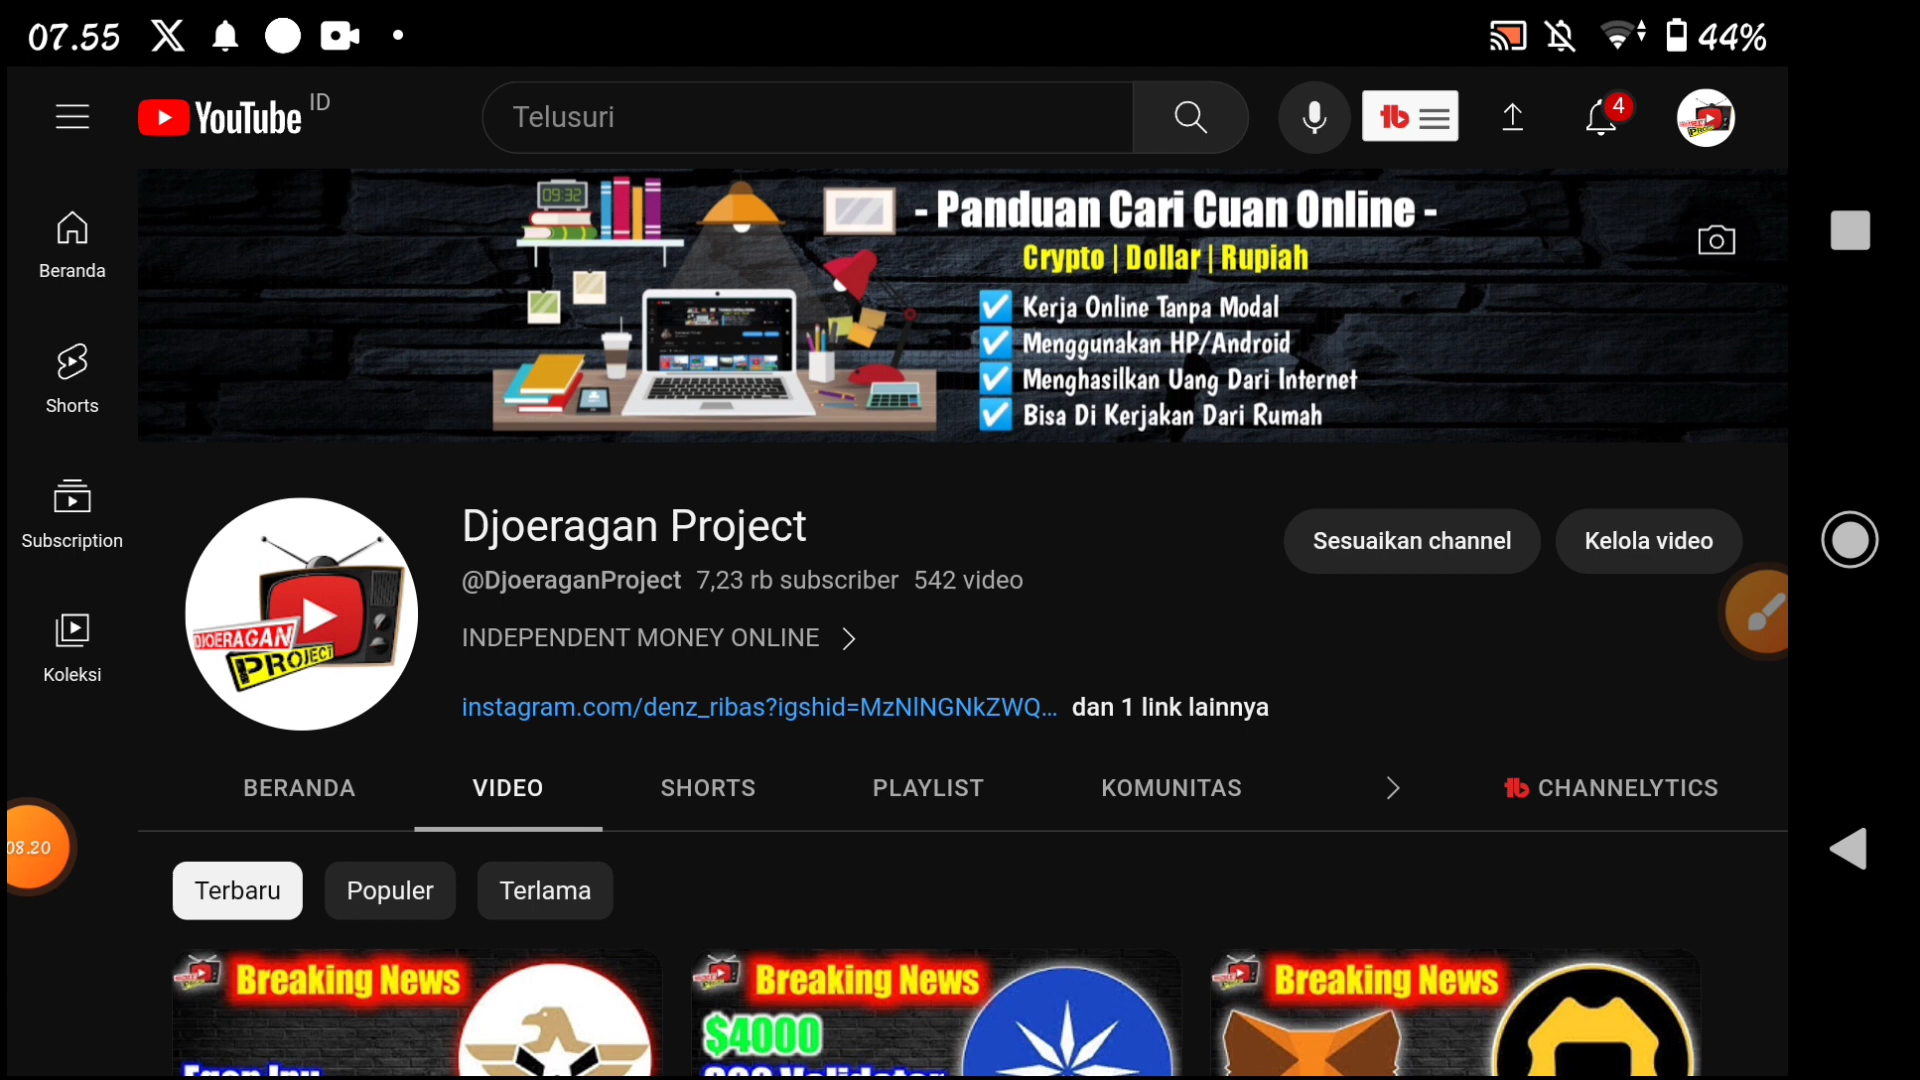 07.55
44%
YouTube ID
Telusuri
4
09:32
- Panduan Cari Cuan Online -
Crypto | Dollar | Rupiah
Kerja Online Tanpa Modal
Menggunakan HP/Android
Menghasilkan Uang Dari Internet
Bisa Di Kerjakan Dari Rumah
Beranda
Shorts
Subscription
Koleksi
DJOERAGAN
PROJECT
Djoeragan Project
@DjoeraganProject 7,23 rb subscriber 542 video
INDEPENDENT MONEY ONLINE
instagram.com/denz_ribas?igshid=MzNlNGNkZWQ... dan 1 link lainnya
Sesuaikan channel
Kelola video
BERANDA
VIDEO
SHORTS
PLAYLIST
KOMUNITAS
CHANNELYTICS
08.20
Terbaru
Populer
Terlama
Breaking News
Breaking News
$4000
Breaking News